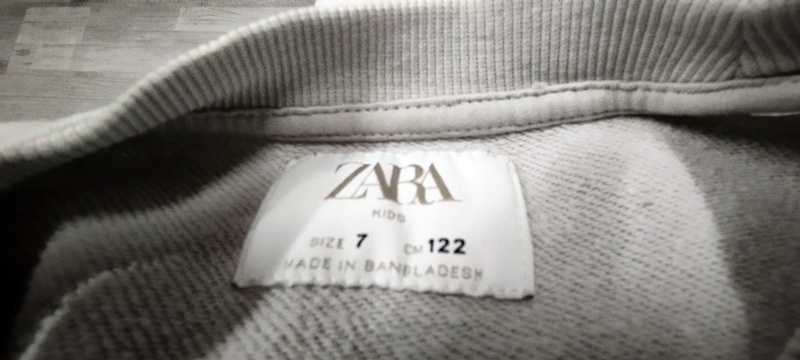 ZARA
KIDS
SIZE 7 CM 122
MADE IN BANGLADESH